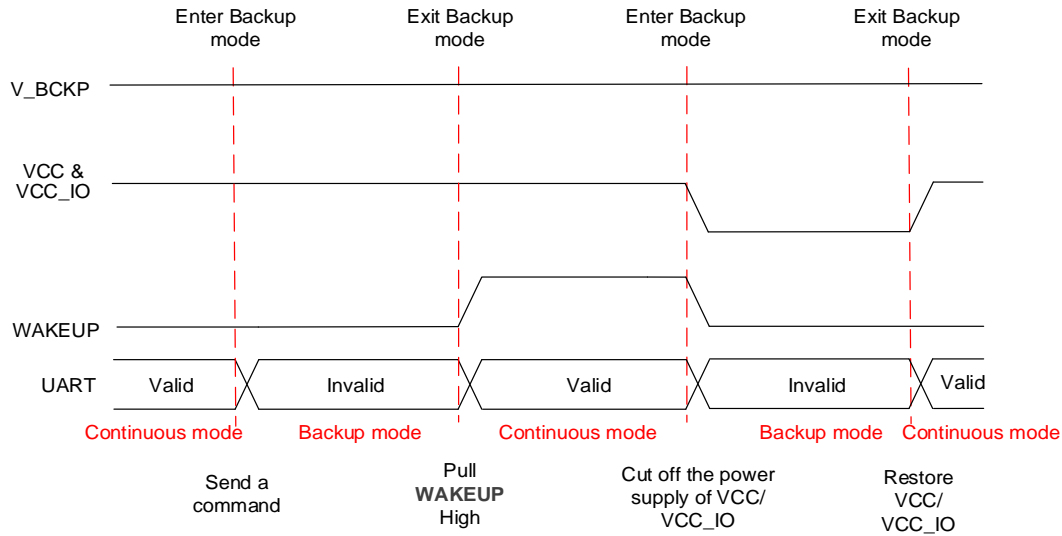 Enter Backup
mode
Exit Backup
mode
Enter Backup
mode
Exit Backup
mode
V_BCKP
VCC &
VCC_IO
WAKEUP
UART
Valid
Invalid
Valid
Invalid
Valid
Continuous mode
Backup mode
Continuous mode
Backup mode
Continuous mode
Send a
command
Pull
WAKEUP
High
Cut off the power
supply of VCC/
VCC_IO
Restore
VCC/
VCC_IO